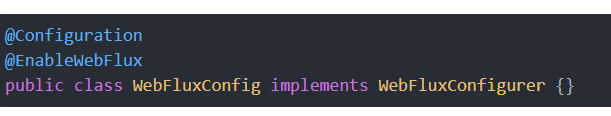 @Configuration
@EnableWebFlux
public class WebFluxConfig implements WebFluxConfigurer {}